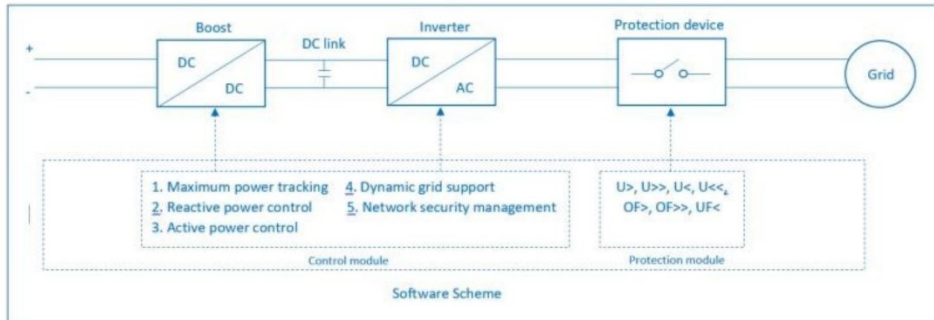 Boost
Inverter
Protection device
+
DC link
DC
DC
DC
AC
Grid
-
1. Maximum power tracking
4. Dynamic grid support
2. Reactive power control
5. Network security management
3. Active power control
U>, U>>, U<, U<<,
OF>, OF>>, UF<
Control module
Protection module
Software Scheme